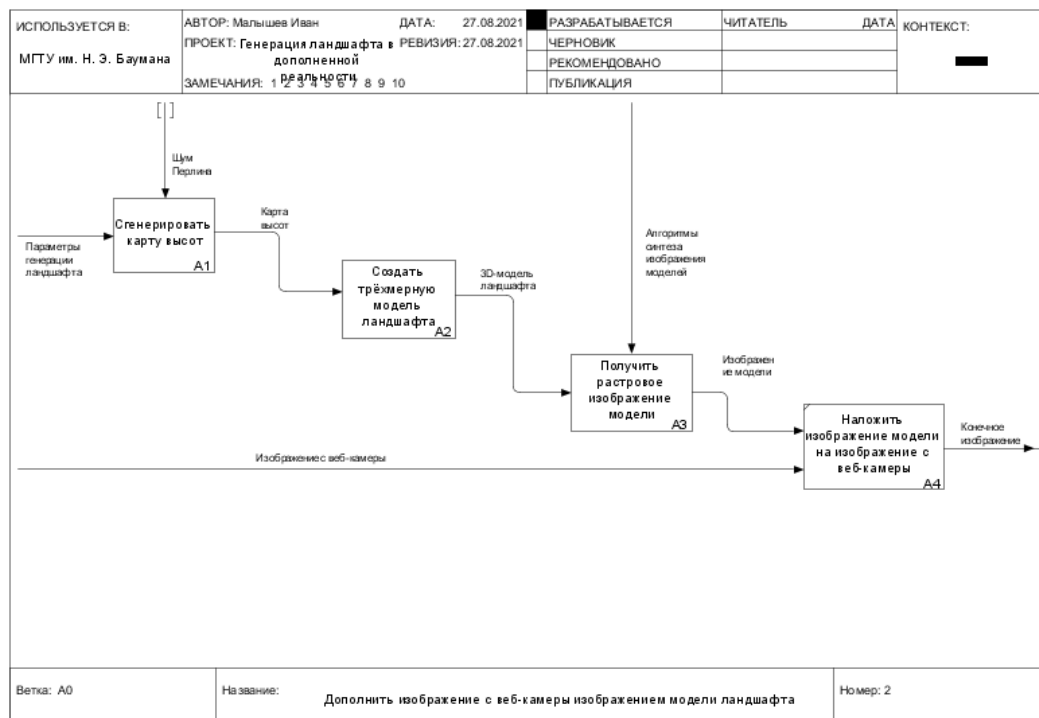 ИСПОЛЬЗУЕТСЯ В:
МГТУ им. Н. Э. Баумана
АВТОР: Малышев Иван
ДАТА: 27.08.2021
ПРОЕКТ: Генерация ландшафта в
дополненной
реальности
РЕВИЗИЯ: 27.08.2021
ЗАМЕЧАНИЯ: 1 2 3 4 5 6 7 8 9 10
РАЗРАБАТЫВАЕТСЯ
ЧЕРНОВИК
РЕКОМЕНДОВАНО
ПУБЛИКАЦИЯ
ЧИТАТЕЛЬ
ДАТА
КОНТЕКСТ:
[ ]
Шум
Перлина
Параметры
генерации
ландшафта
Сгенерировать
карту высот
A1
Карта
высот
Создать
трёхмерную
модель
ландшафта
A2
3D-модель
ландшафта
Алгоритмы
синтеза
изображения
моделей
Получить
растровое
изображение
модели
A3
Изображен
ие модели
Изображение с веб-камеры
Наложить
изображение модели
на изображение с
веб-камеры
A4
Конечное
изображение
Ветка: A0
Название:
Дополнить изображение с веб-камеры изображением модели ландшафта
Номер: 2